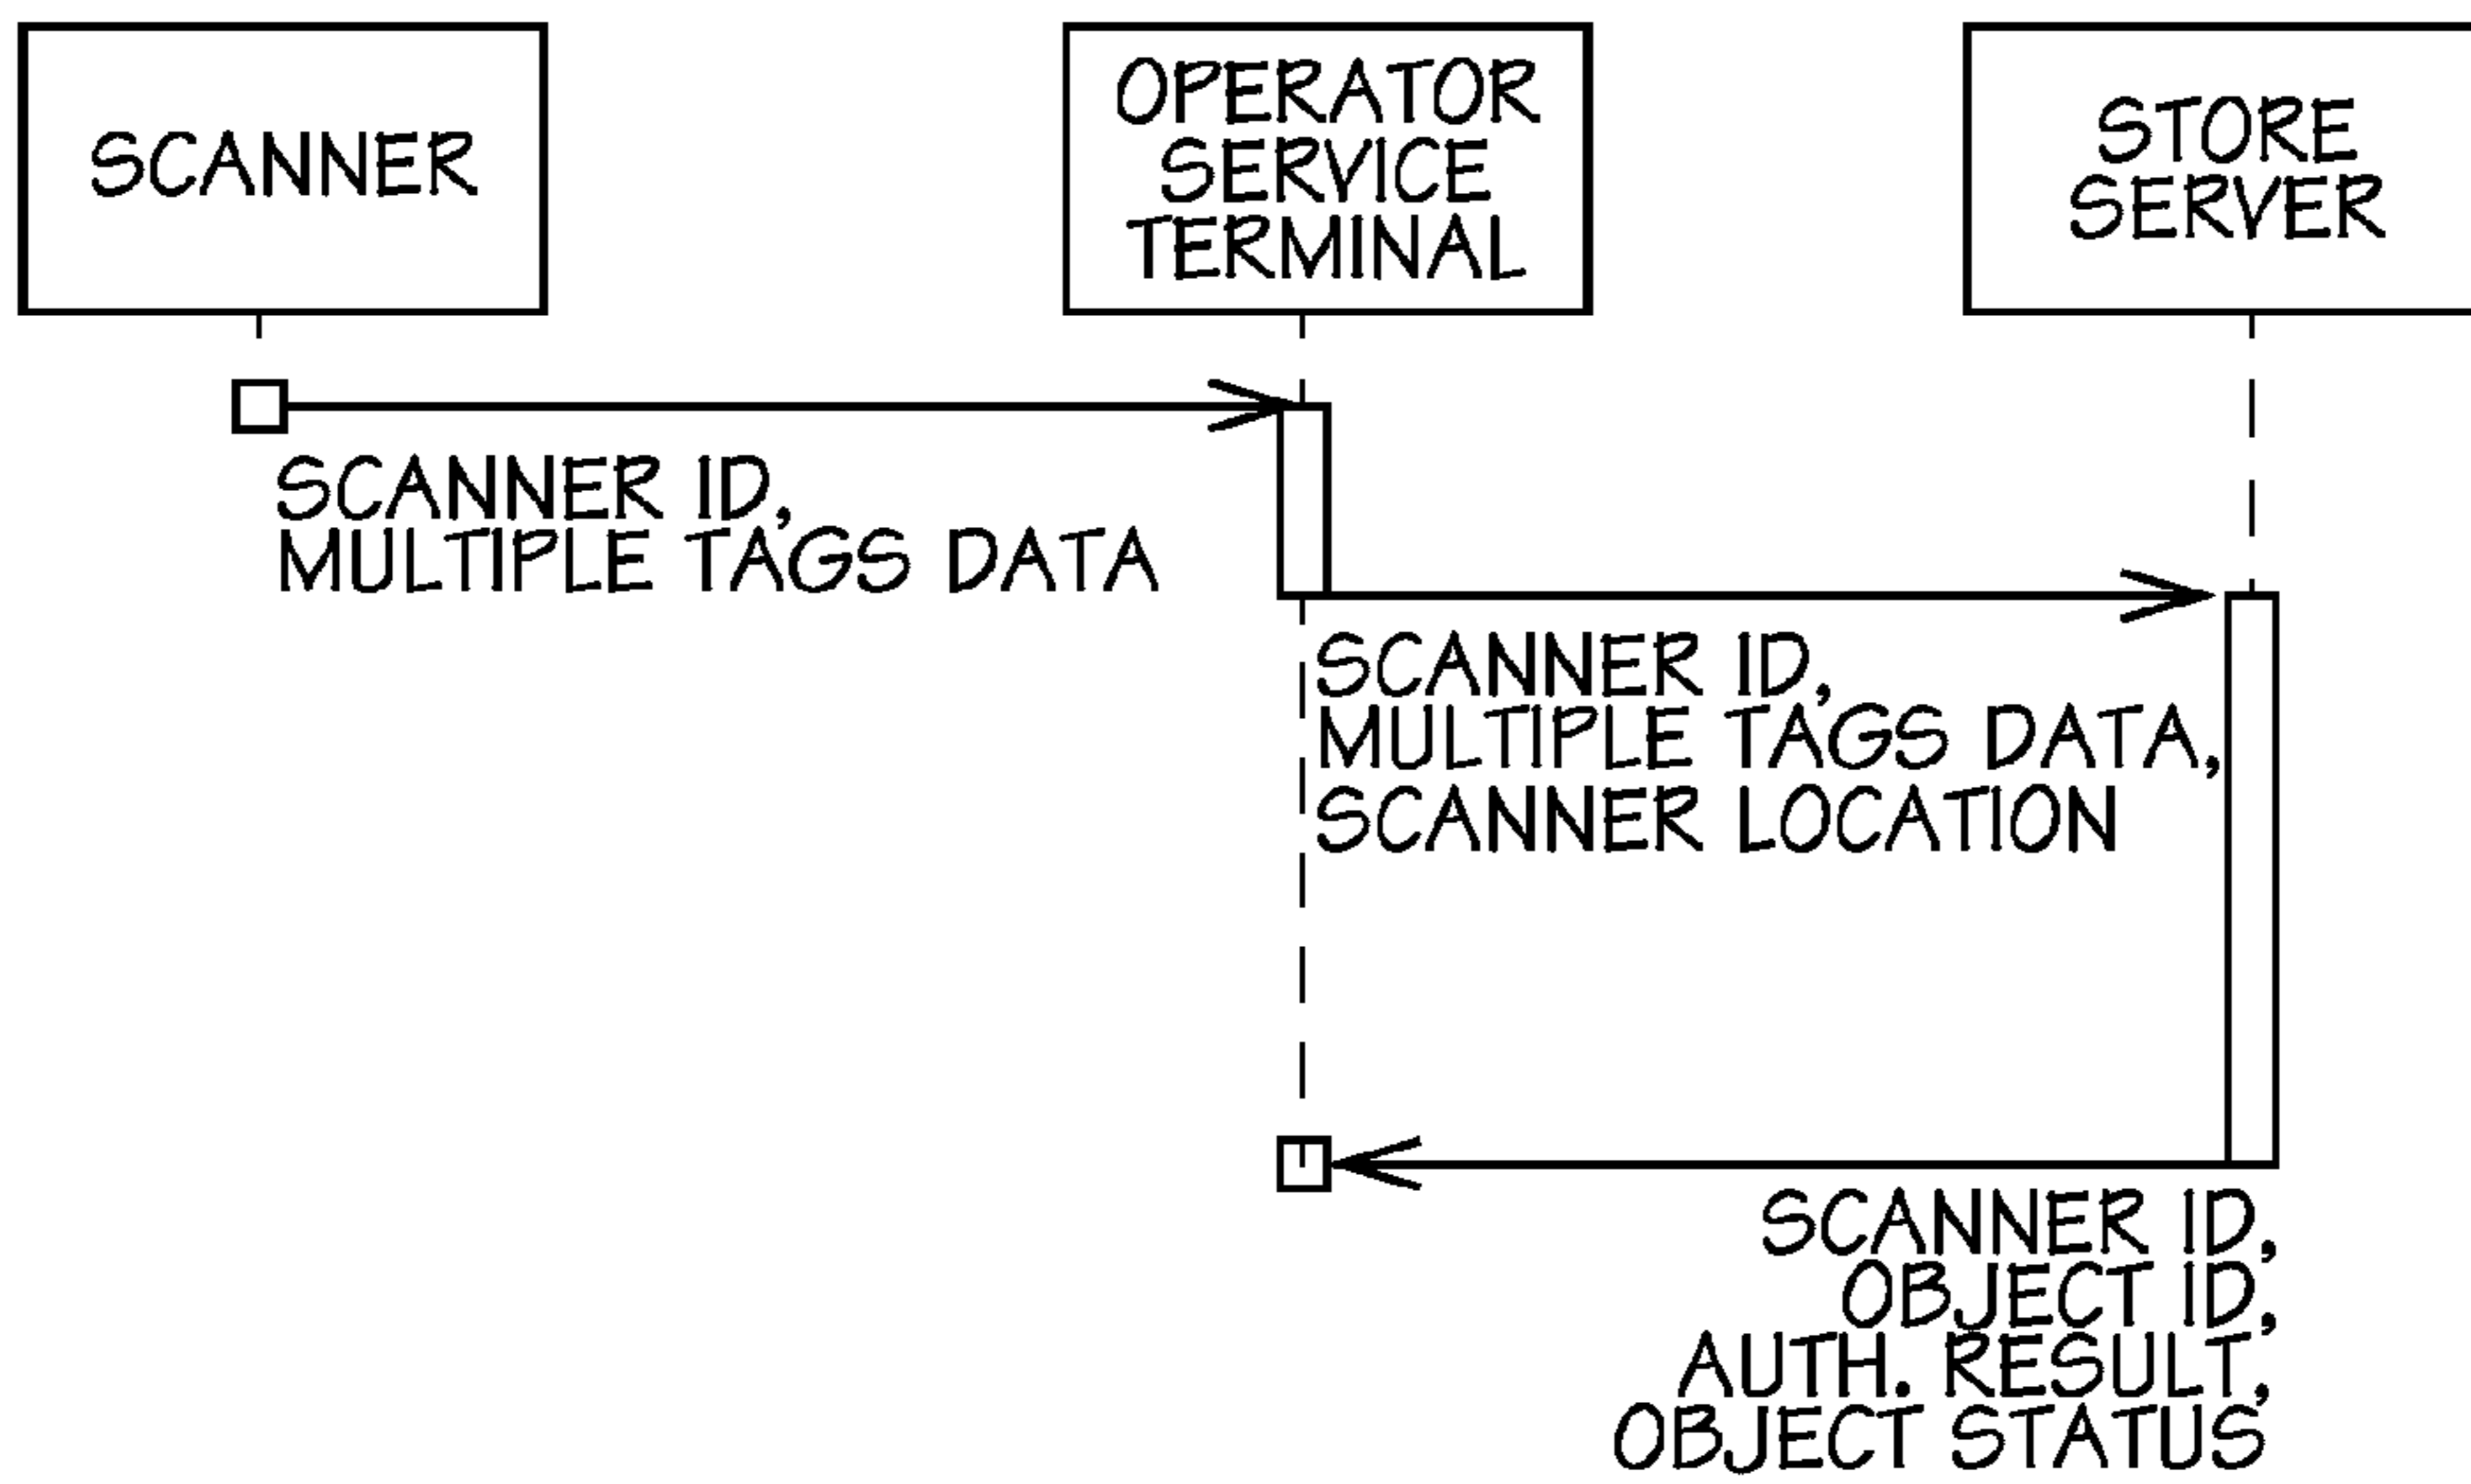 SCANNER
OPERATOR
SERVICE
TERMINAL
STORE
SERVER
SCANNER ID,
MULTIPLE TAGS DATA
SCANNER ID,
MULTIPLE TAGS DATA,
SCANNER LOCATION
SCANNER ID,
OBJECT ID,
AUTH. RESULT,
OBJECT STATUS